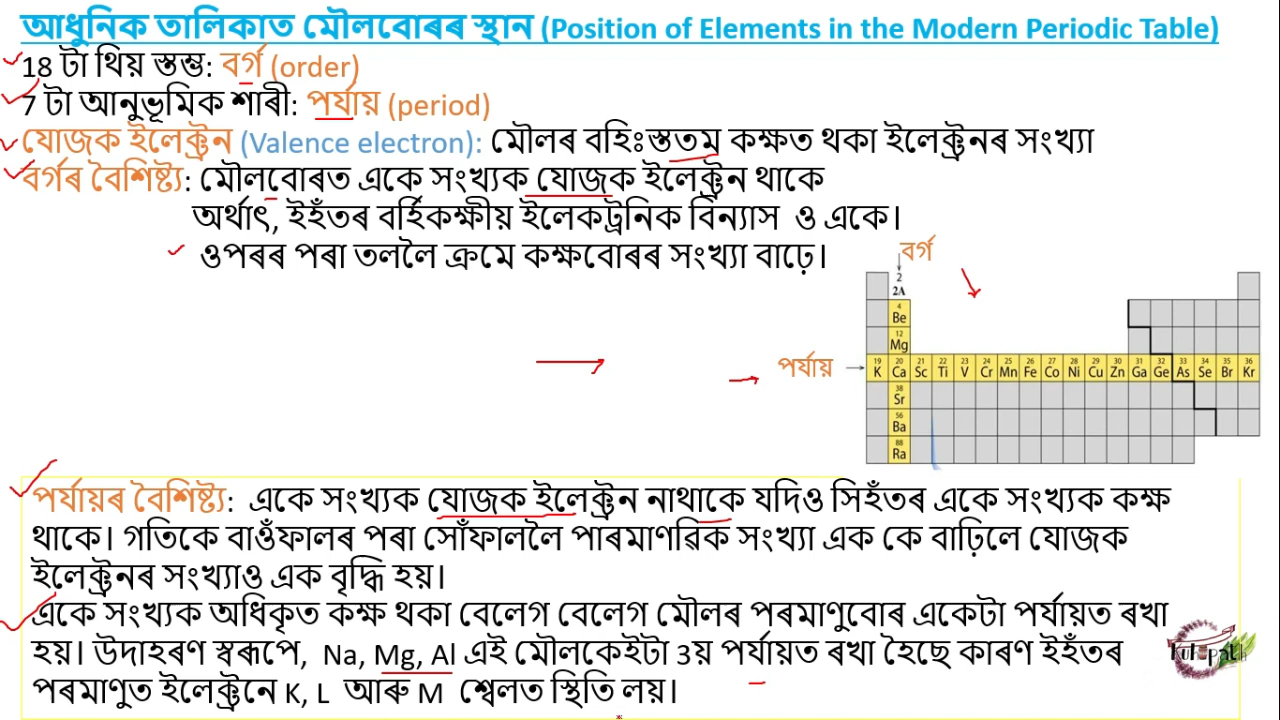 আধুনিক তালিকাত মৌলবোৰৰ স্থান (Position of Elements in the Modern Periodic Table)
18 টা থিয় স্তম্ভ: বৰ্গ (order)
7 টা আনুভূমিক শাৰী: পৰ্যায় (period)
যোজক ইলেক্ট্ৰন (Valence electron): মৌলৰ বহিঃস্ততম কক্ষত থকা ইলেক্ট্ৰনৰ সংখ্যা
বৰ্গৰ বৈশিষ্ট্য: মৌলবোৰত একে সংখ্যক যোজক ইলেক্ট্ৰন থাকে
অৰ্থাৎ, ইহঁতৰ বৰ্হিকক্ষীয় ইলেকট্ৰনিক বিন্যাস ও একে।
ওপৰৰ পৰা তললৈ ক্ৰমে কক্ষবোৰৰ সংখ্যা বাঢ়ে।
বৰ্গ
2
2A
4
Be
12
Mg
পৰ্যায়
19 20 21 22 23 24 25 26 27 28 29 30 31 32 33 34 35 36
K Ca Sc Ti V Cr Mn Fe Co Ni Cu Zn Ga Ge As Se Br Kr
38
Sr
56
Ba
88
Ra
পৰ্যায়ৰ বৈশিষ্ট্য: একে সংখ্যক যোজক ইলেক্ট্ৰন নাথাকে যদিও সিহঁতৰ একে সংখ্যক কক্ষ
থাকে। গতিকে বাওঁফালৰ পৰা সোঁফাললৈ পাৰমাণৱিক সংখ্যা এক কৈ বাঢ়িলে যোজক
ইলেক্ট্ৰনৰ সংখ্যাও এক বৃদ্ধি হয়।
একে সংখ্যক অধিকৃত কক্ষ থকা বেলেগ বেলেগ মৌলৰ পৰমাণুবোৰ একেটা পৰ্যায়ত ৰখা
হয়। উদাহৰণ স্বৰূপে, Na, Mg, Al এই মৌলকেইটা 3য় পৰ্যায়ত ৰখা হৈছে কাৰণ ইহঁতৰ
পৰমাণুত ইলেক্ট্ৰনে K, L আৰু M শ্বেলত স্থিতি লয়।